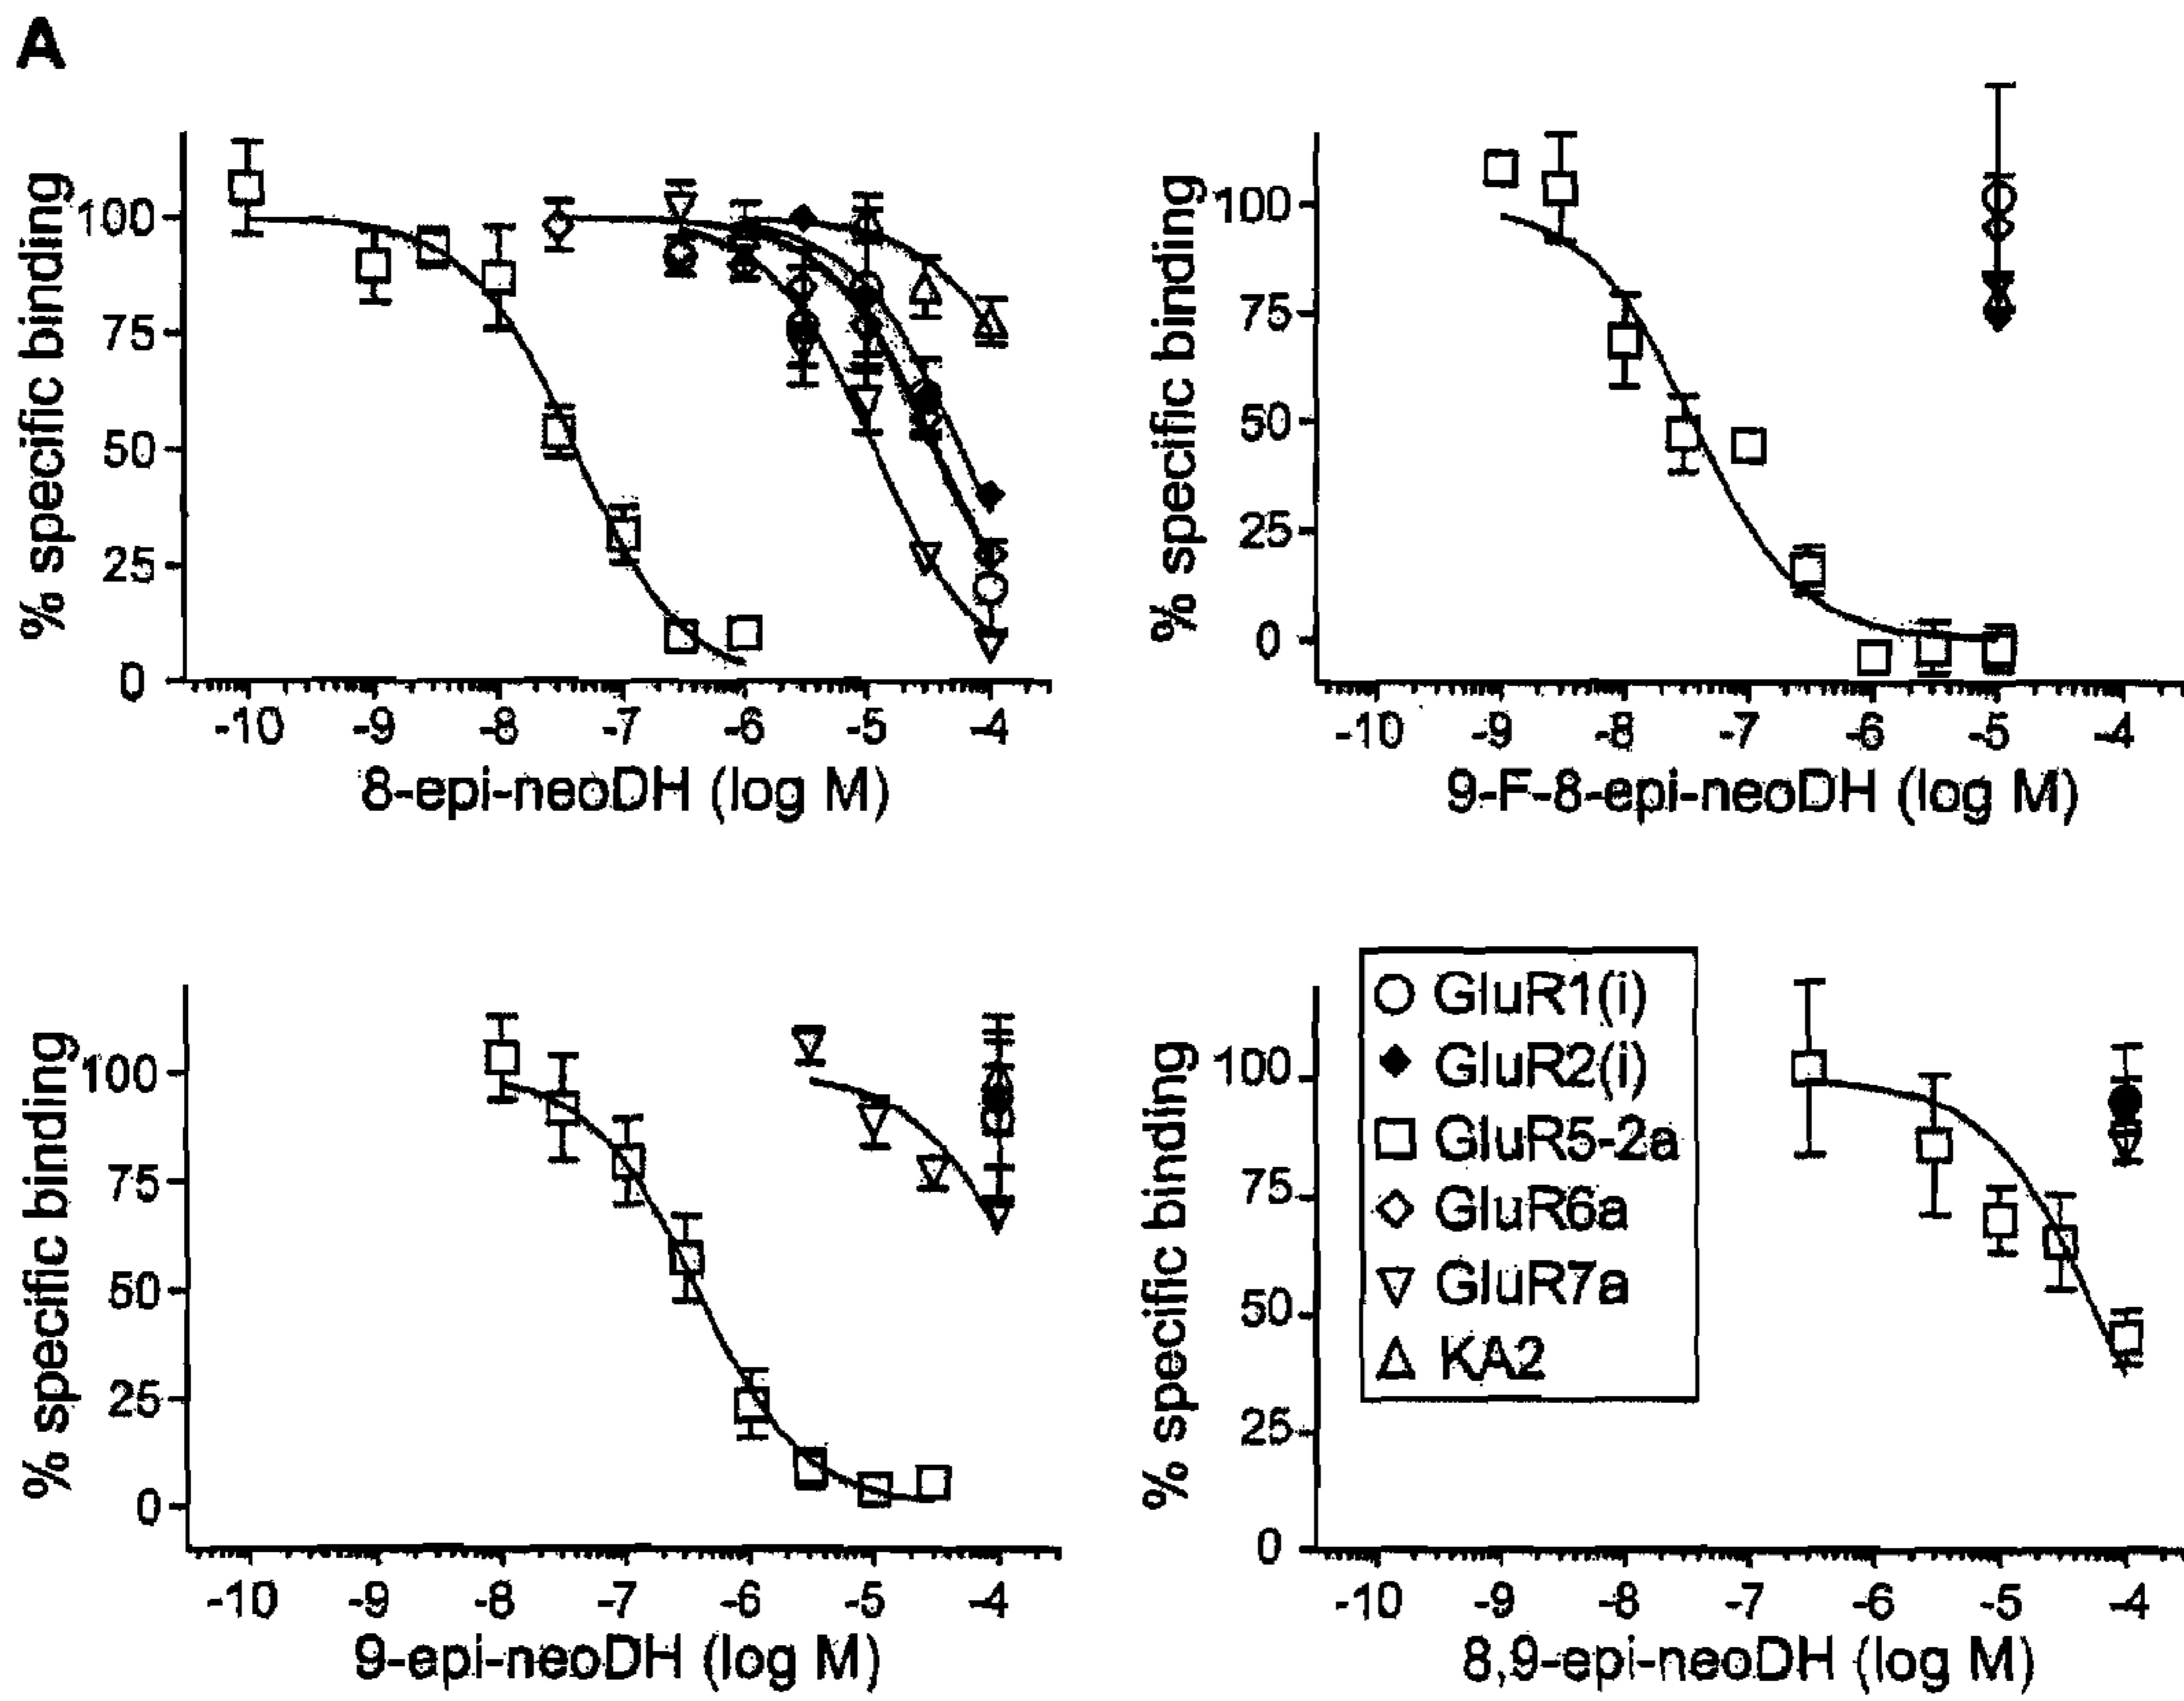 A
% specific binding
100
75
50
25
0
-10 -9 -8 -7 -6 -5 -4
8-epi-neoDH (log M)
% specific binding
100
75
50
25
0
-10 -9 -8 -7 -6 -5 -4
9-F-8-epi-neoDH (log M)
% specific binding
100
75
50
25
0
-10 -9 -8 -7 -6 -5 -4
9-epi-neoDH (log M)
% specific binding
100
75
50
25
0
GluR1(i)
GluR2(i)
GluR5-2a
GluR6a
GluR7a
KA2
-10 -9 -8 -7 -6 -5 -4
8,9-epi-neoDH (log M)